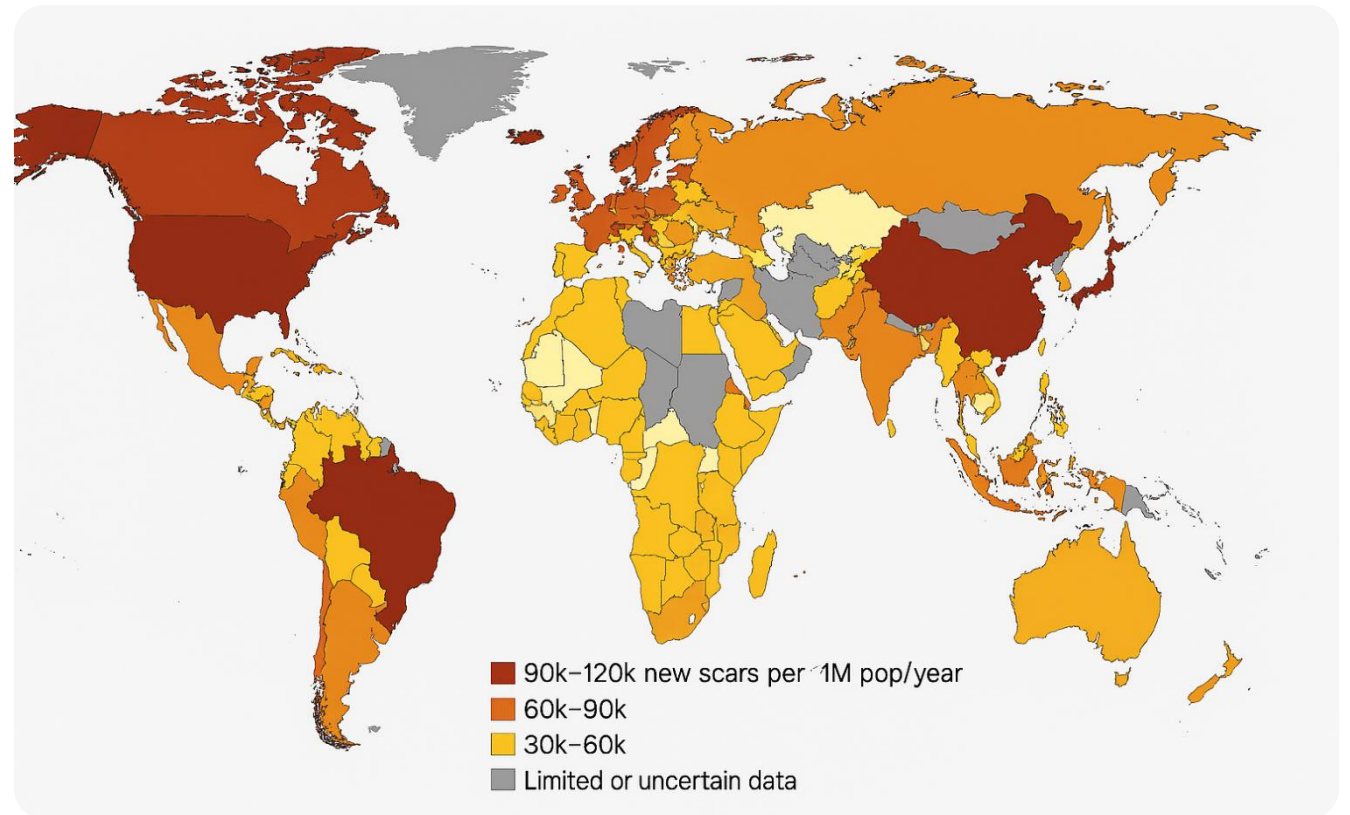 90k–120k new scars per 1M pop/year
60k–90k
30k–60k
Limited or uncertain data